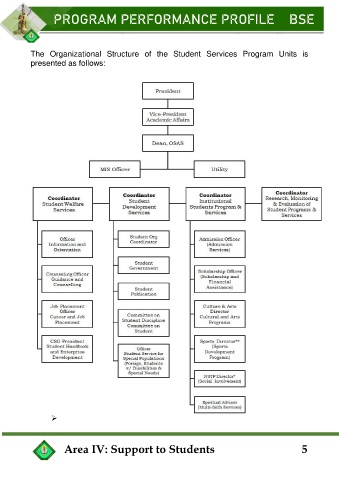 PROGRAM PERFORMANCE PROFILE BSE
The Organizational Structure of the Student Services Program Units is
presented as follows:
President
Vice-President
Academic Affairs
Dean, OSAS
MIS Officer
Utility
Coordinator
Student Welfare
Services
Coordinator
Student
Development
Services
Coordinator
Institutional
Students Program &
Services
Coordinator
Research, Monitoring
& Evaluation of
Student Programs &
Services
Officer
Information and
Orientation
Counseling Officer
Guidance and
Counselling
Job Placement
Officer
Career and Job
Placement
CSG President
Student Handbook
and Enterprise
Development
Student Org.
Coordinator
Student
Government
Student
Publication
Committee on
Student Discipline
Committee on
Student
Officer
Student Service for
Special Populations
(Foreign, Students
w/ Disabilities &
Special Needs)
Admission Officer
(Admission
Services)
Scholarship Officer
(Scholarship and
Financial
Assistance)
Culture & Arts
Director
Cultural and Arts
Programs
Sports Director**
(Sports
Development
Program)
NSTP Director*
(Social Involvement)
Spiritual Adviser
(Multi-faith Services)
➢
Area IV: Support to Students 5